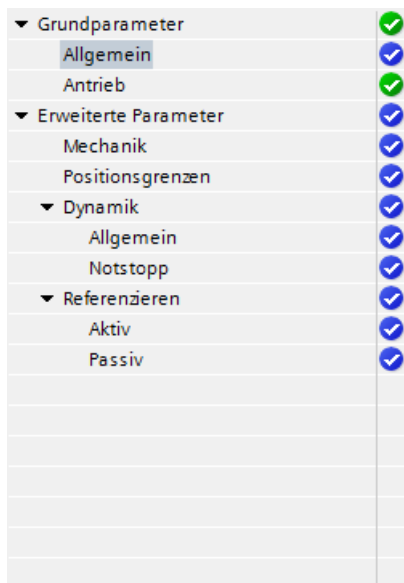 Grundparameter
Allgemein
Antrieb
Erweiterte Parameter
Mechanik
Positionsgrenzen
Dynamik
Allgemein
Notstopp
Referenzieren
Aktiv
Passiv